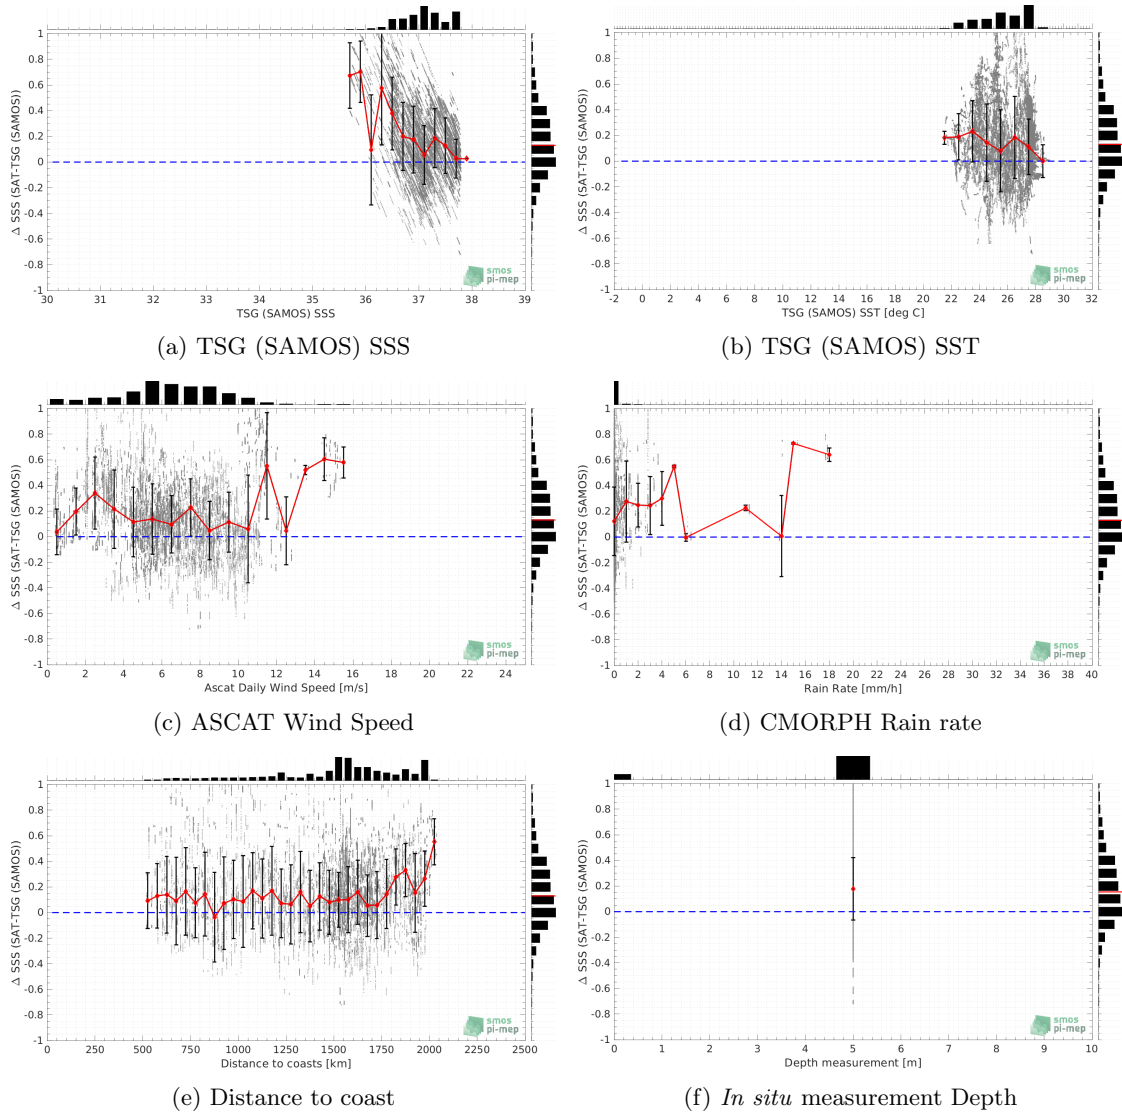 1
0.8
0.6
0.4
0.2
0
-0.2
-0.4
-0.6
-0.8
-1
Δ SSS (SAT-TSG (SAMOS))
30 31 32 33 34 35 36 37 38 39
TSG (SAMOS) SSS
smos
pi-mep
(a) TSG (SAMOS) SSS
1
0.8
0.6
0.4
0.2
0
-0.2
-0.4
-0.6
-0.8
-1
Δ SSS (SAT-TSG (SAMOS))
-2 0 2 4 6 8 10 12 14 16 18 20 22 24 26 28 30 32
TSG (SAMOS) SST [deg C]
smos
pi-mep
(b) TSG (SAMOS) SST
1
0.8
0.6
0.4
0.2
0
-0.2
-0.4
-0.6
-0.8
-1
Δ SSS (SAT-TSG (SAMOS))
0 2 4 6 8 10 12 14 16 18 20 22 24
Ascat Daily Wind Speed [m/s]
smos
pi-mep
(c) ASCAT Wind Speed
1
0.8
0.6
0.4
0.2
0
-0.2
-0.4
-0.6
-0.8
-1
Δ SSS (SAT-TSG (SAMOS))
0 2 4 6 8 10 12 14 16 18 20 22 24 26 28 30 32 34 36 38 40
Rain Rate [mm/h]
smos
pi-mep
(d) CMORPH Rain rate
1
0.8
0.6
0.4
0.2
0
-0.2
-0.4
-0.6
-0.8
-1
Δ SSS (SAT-TSG (SAMOS))
0 250 500 750 1000 1250 1500 1750 2000 2250 2500
Distance to coasts [km]
smos
pi-mep
(e) Distance to coast
1
0.8
0.6
0.4
0.2
0
-0.2
-0.4
-0.6
-0.8
-1
Δ SSS (SAT-TSG (SAMOS))
0 1 2 3 4 5 6 7 8 9 10
Depth measurement [m]
smos
pi-mep
(f) In situ measurement Depth